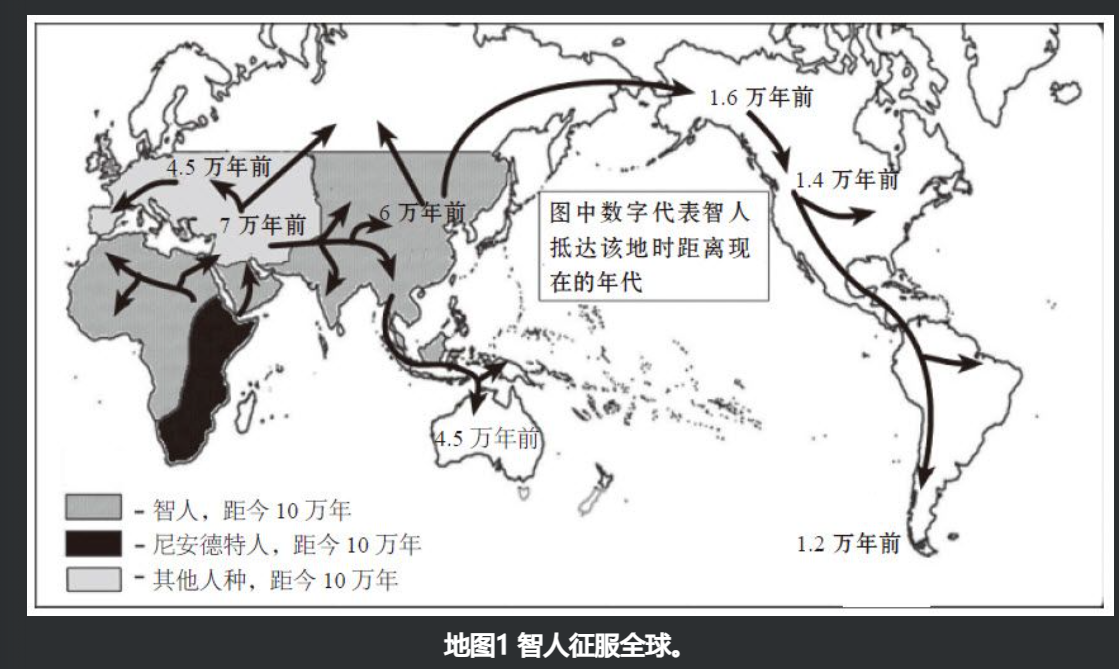 1.6 万年前
4.5 万年前
1.4 万年前
7 万年前
6 万年前
图中数字代表智人
抵达该地时距离现
在的年代
4.5 万年前
1.2 万年前
- 智人，距今 10 万年
- 尼安德特人，距今 10 万年
- 其他人种，距今 10 万年
地图1 智人征服全球。